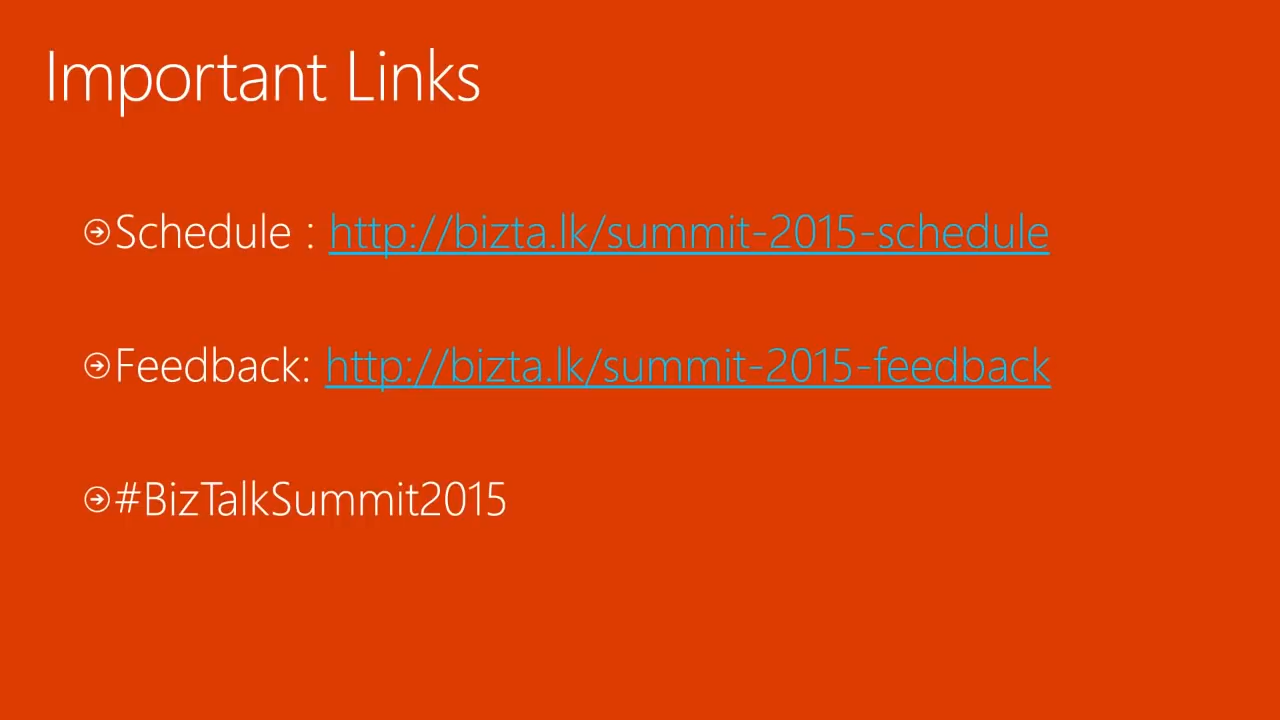 Important Links
Schedule : http://bizta.lk/summit-2015-schedule
Feedback: http://bizta.lk/summit-2015-feedback
#BizTalkSummit2015